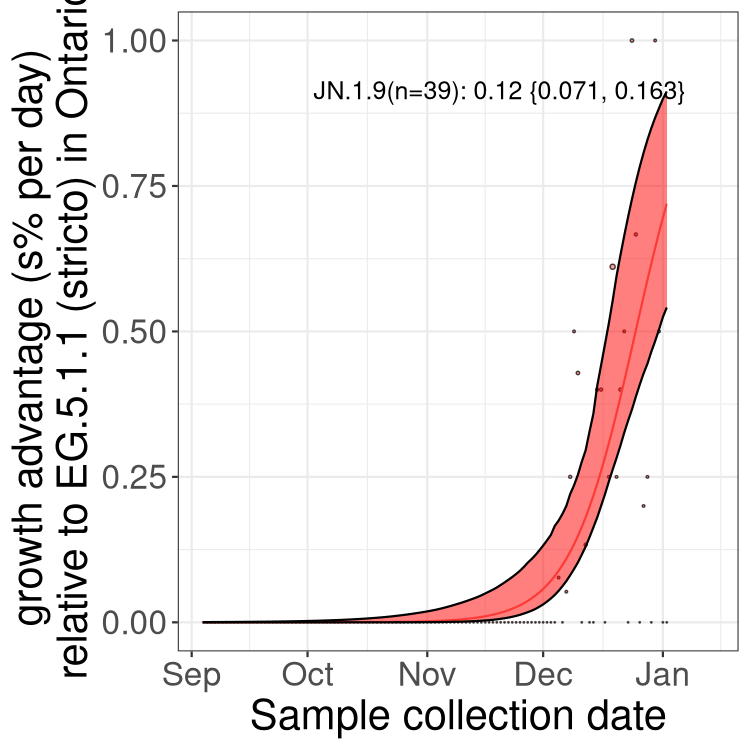 growth advantage (s% per day)
relative to EG.5.1.1 (stricto) in Ontario
1.00
0.75
0.50
0.25
0.00
JN.1.9(n=39): 0.12 {0.071, 0.163}
Sep Oct Nov Dec Jan
Sample collection date